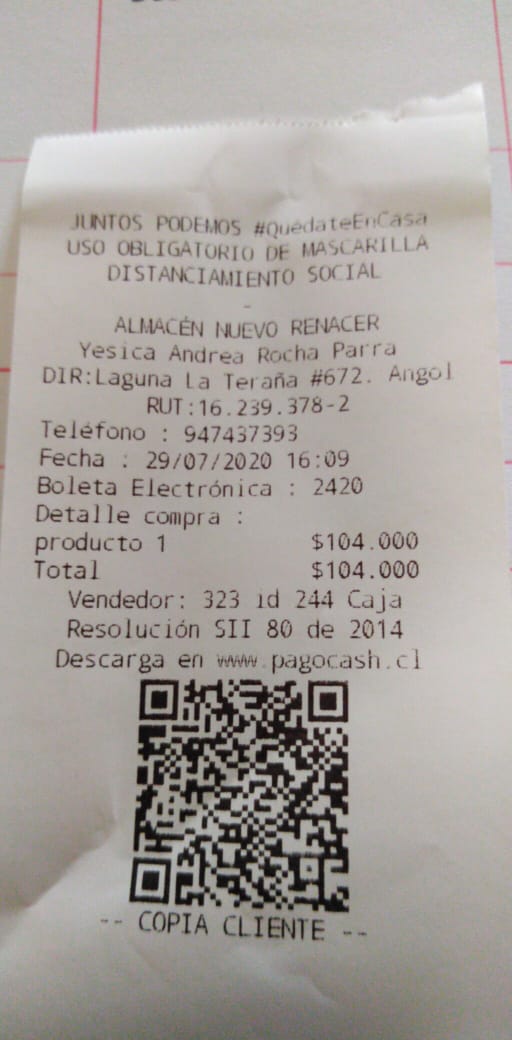 JUNTOS PODEMOS #QuédateEnCasa
USO OBLIGATORIO DE MASCARILLA
DISTANCIAMIENTO SOCIAL
-
ALMACÉN NUEVO RENACER
Yesica Andrea Rocha Parra
DIR:Laguna La Teraña #672. Angol
RUT:16.239.378-2
Teléfono : 947437393
Fecha : 29/07/2020 16:09
Boleta Electrónica : 2420
Detalle compra :
producto 1 $104.000
Total $104.000
Vendedor: 323 id 244 Caja
Resolución SII 80 de 2014
Descarga en www.pagocash.cl
-- COPIA CLIENTE --